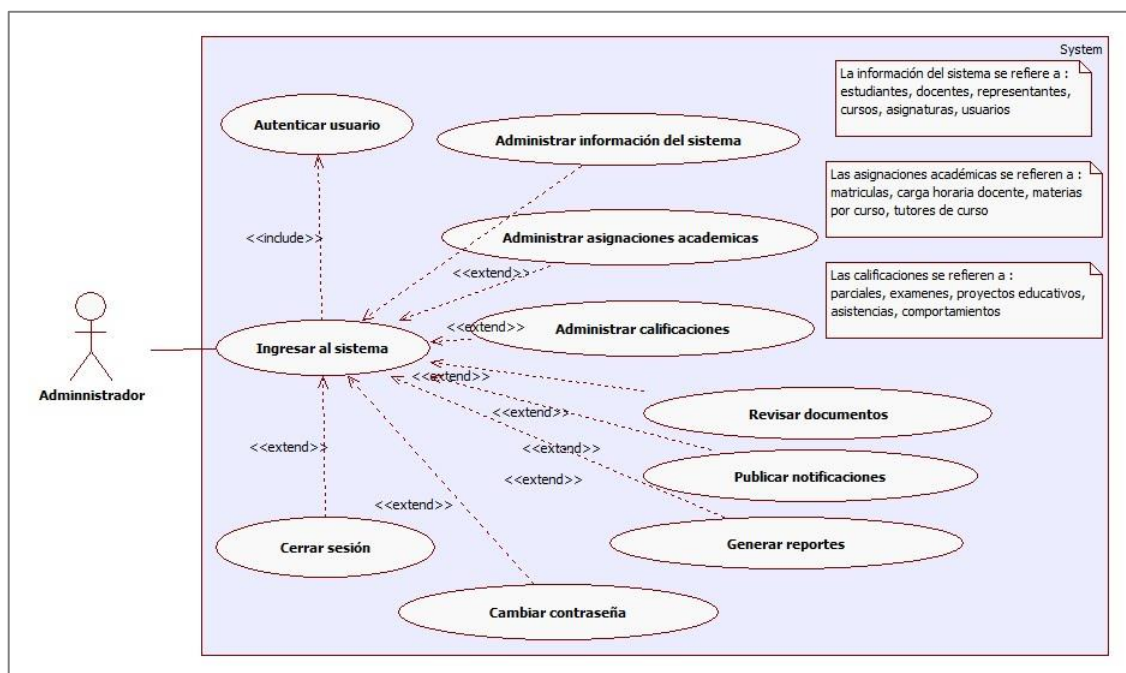 System
La información del sistema se refiere a :
estudiantes, docentes, representantes,
cursos, asignaturas, usuarios
Autenticar usuario
Administrar información del sistema
Las asignaciones académicas se refieren a :
matriculas, carga horaria docente, materias
por curso, tutores de curso
<<include>>
Administrar asignaciones academicas
<<extend>>
Las calificaciones se refieren a :
parciales, examenes, proyectos educativos,
asistencias, comportamientos
<<extend>>
Administrar calificaciones
Ingresar al sistema
Adminnistrador
<<extend>>
<<extend>>
Revisar documentos
<<extend>>
<<extend>>
<<extend>>
Publicar notificaciones
<<extend>>
Generar reportes
Cerrar sesión
Cambiar contraseña